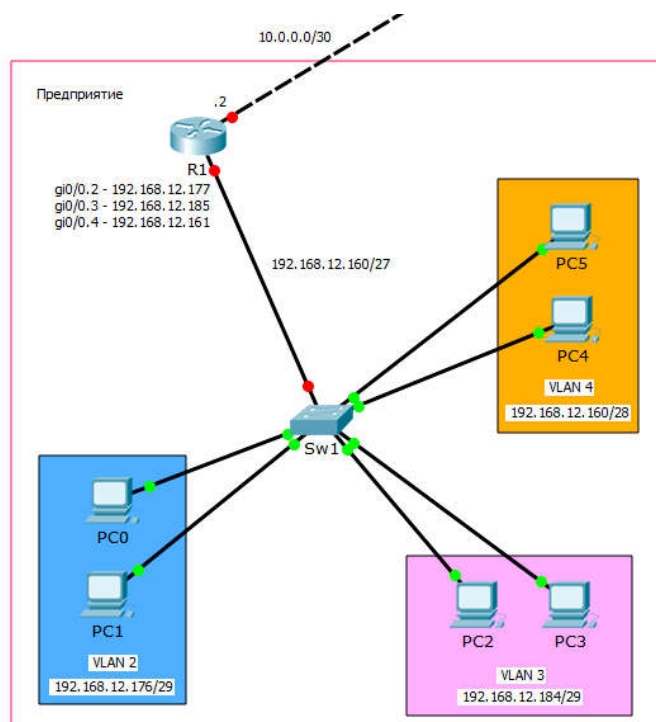 10.0.0.0/30
Предприятие
.2
R1
gi0/0.2 - 192.168.12.177
gi0/0.3 - 192.168.12.185
gi0/0.4 - 192.168.12.161
192.168.12.160/27
PC5
PC4
VLAN 4
192.168.12.160/28
Sw1
PC0
PC1
VLAN 2
192.168.12.176/29
PC2
PC3
VLAN 3
192.168.12.184/29